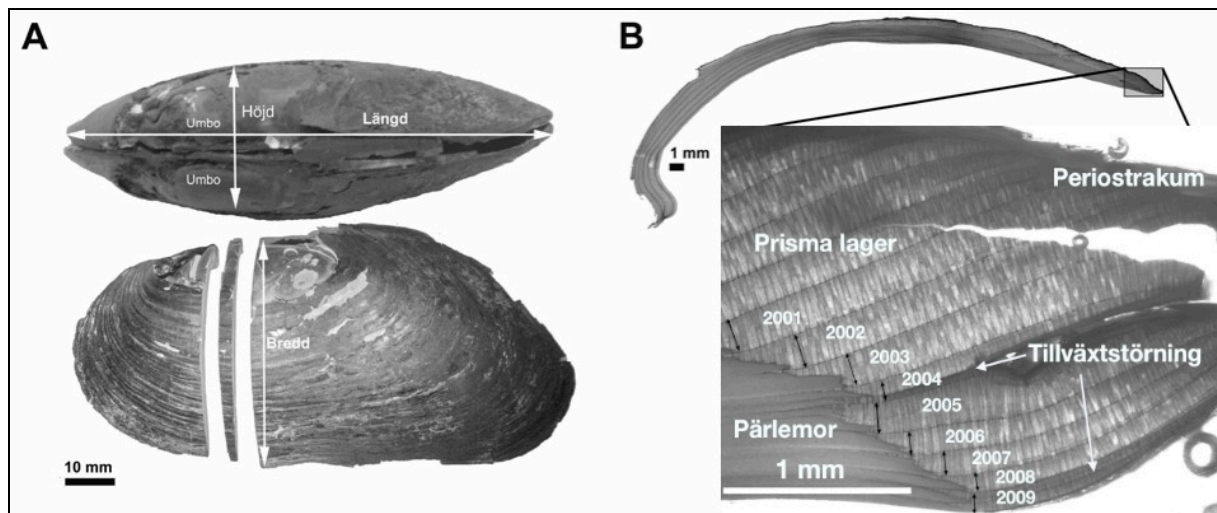 A
Umbo
Höjd
Längd
Umbo
Bredd
10 mm
B
1 mm
Periostrakum
Prisma lager
2001
2002
2003
2004
Tillväxtstörning
2005
Pärlemor
2006
2007
1 mm
2008
2009